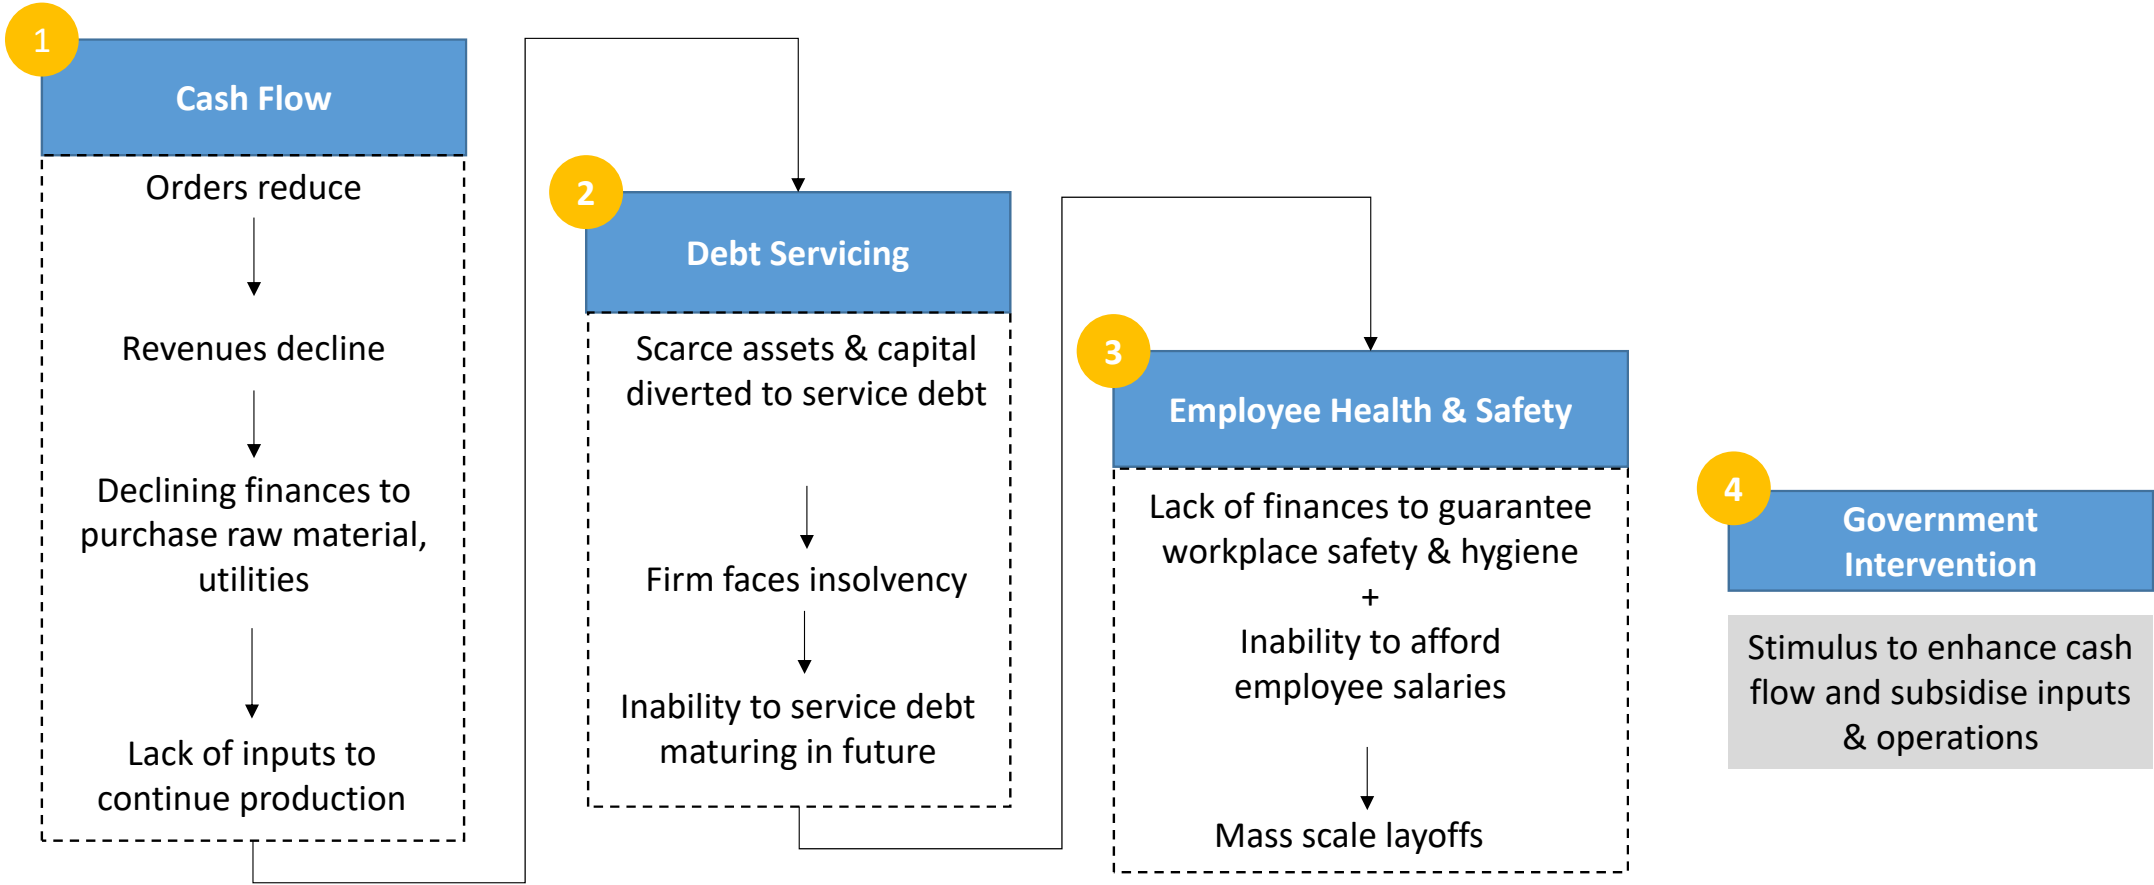 1
Cash Flow
Orders reduce
Revenues decline
Declining finances to
purchase raw material,
utilities
Lack of inputs to
continue production
2
Debt Servicing
Scarce assets & capital
diverted to service debt
Firm faces insolvency
Inability to service debt
maturing in future
3
Employee Health & Safety
Lack of finances to guarantee
workplace safety & hygiene
+
Inability to afford
employee salaries
Mass scale layoffs
4
Government
Intervention
Stimulus to enhance cash
flow and subsidise inputs
& operations